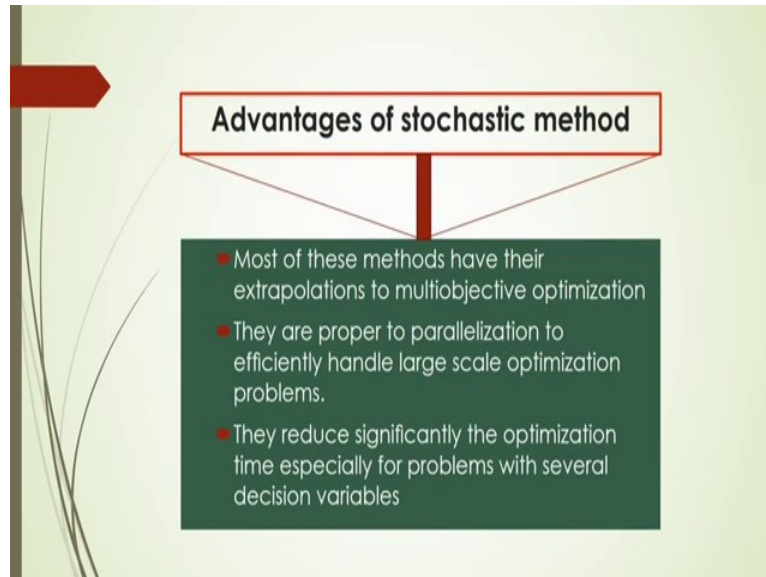 Advantages of stochastic method
Most of these methods have their
extrapolations to multiobjective optimization
They are proper to parallelization to
efficiently handle large scale optimization
problems.
They reduce significantly the optimization
time especially for problems with several
decision variables